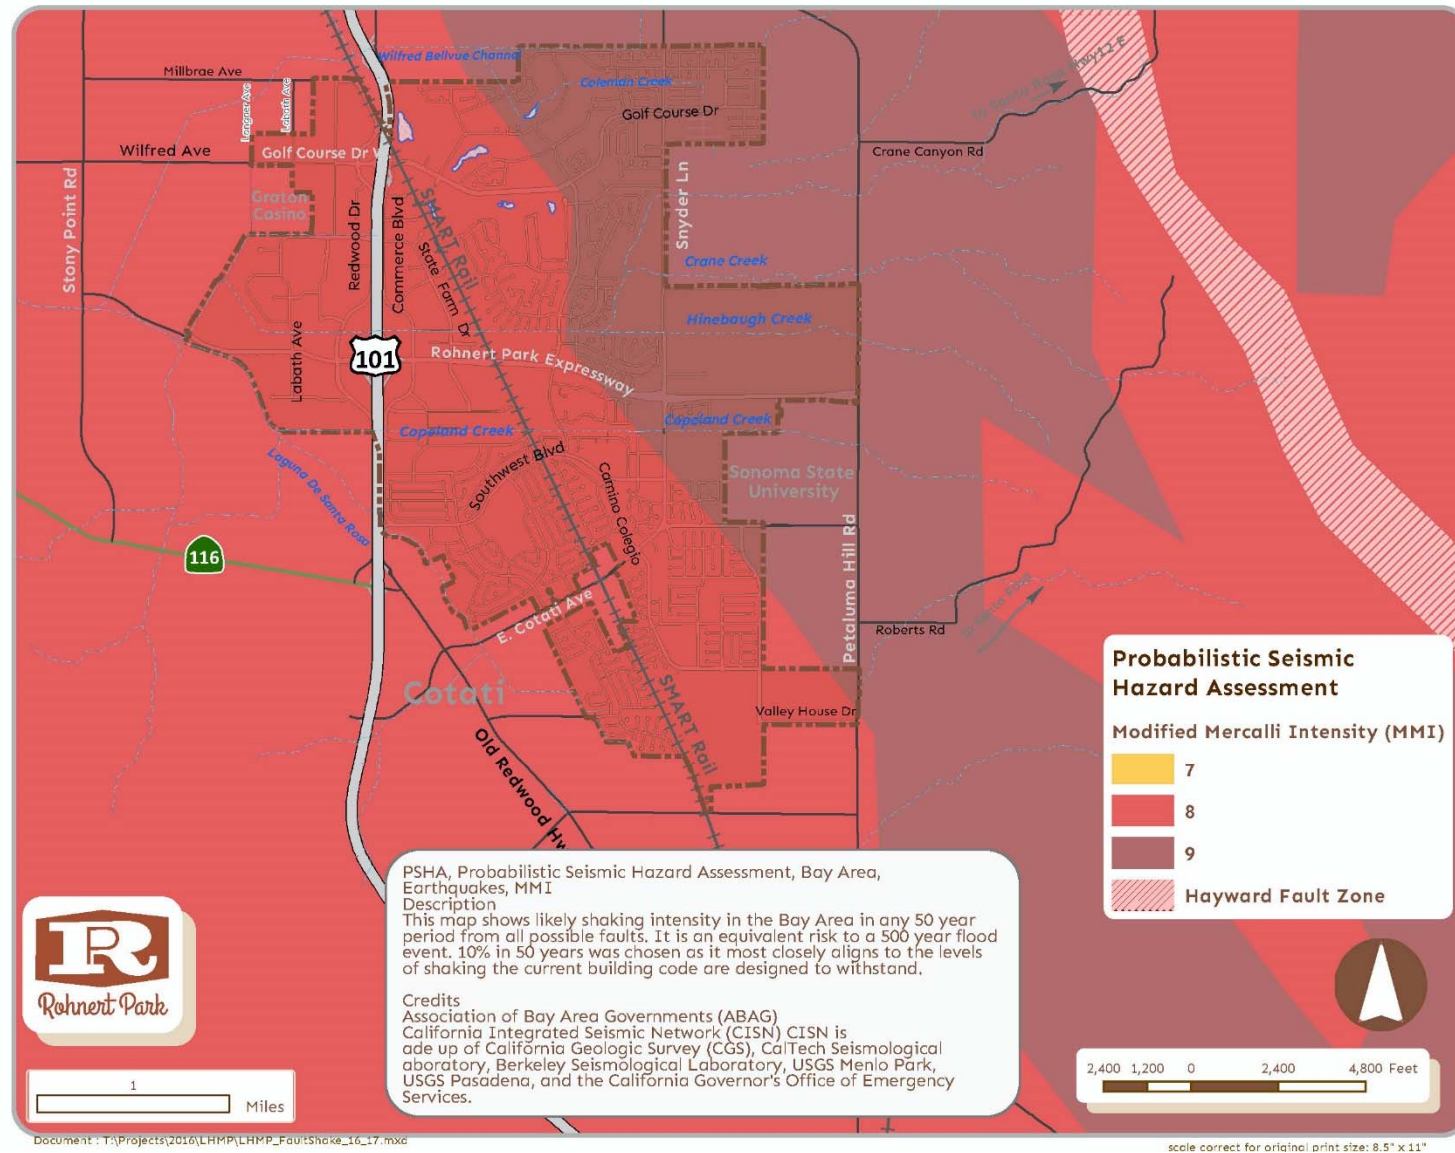 Wilfred Bellvue Channel
To Santa Rosa Hwy12 E
Millbrae Ave
Langner Ave
Labath Ave
Coleman Creek
Golf Course Dr
Wilfred Ave
Golf Course Dr W
Crane Canyon Rd
Stony Point Rd
Graton
Casino
Redwood Dr
Commerce Blvd
SMART Rail
State Farm Dr
Snyder Ln
Crane Creek
Hinebaugh Creek
Labath Ave
101
Rohnert Park Expressway
Copeland Creek
Copeland Creek
Laguna De Santa Rosa
Southwest Blvd
Camino Colegio
Sonoma State
University
116
Petaluma Hill Rd
E. Cotati Ave
Roberts Rd
Cotati
SMART Rail
Valley House Dr
Old Redwood Hw
Probabilistic Seismic
Hazard Assessment
Modified Mercalli Intensity (MMI)
7
8
9
Hayward Fault Zone
PSHA, Probabilistic Seismic Hazard Assessment, Bay Area,
Earthquakes, MMI
Description
This map shows likely shaking intensity in the Bay Area in any 50 year
period from all possible faults. It is an equivalent risk to a 500 year flood
event. 10% in 50 years was chosen as it most closely aligns to the levels
of shaking the current building code are designed to withstand.
Credits
Association of Bay Area Governments (ABAG)
California Integrated Seismic Network (CISN) CISN is
ade up of California Geologic Survey (CGS), CalTech Seismological
aboratory, Berkeley Seismological Laboratory, USGS Menlo Park,
USGS Pasadena, and the California Governor's Office of Emergency
Services.
R
Rohnert Park
1
Miles
2,400 1,200 0 2,400 4,800 Feet
Document : T:\Projects\2016\LHMP\LHMP_FaultShake_16_17.mxd
scale correct for original print size: 8.5" x 11"